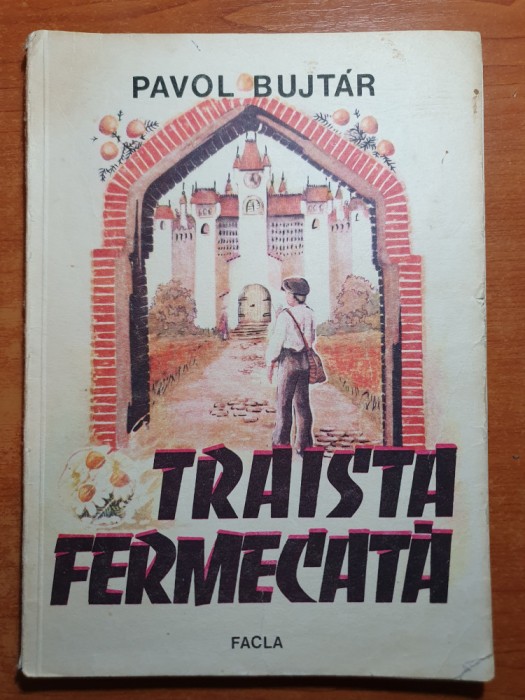 PAVOL BUJTÁR
TRAISTA
FERMECATĂ
FACLA